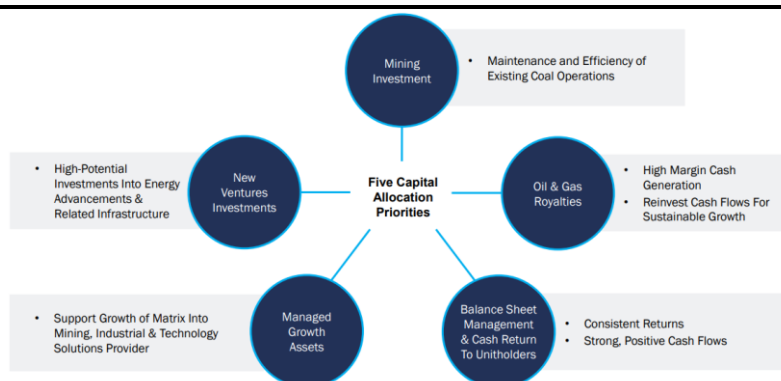 Mining
Investment
• Maintenance and Efficiency of
Existing Coal Operations
• High-Potential
Investments Into Energy
Advancements &
Related Infrastructure
New
Ventures
Investments
Five Capital
Allocation
Priorities
Oil & Gas
Royalties
• High Margin Cash
Generation
• Reinvest Cash Flows For
Sustainable Growth
• Support Growth of Matrix Into
Mining, Industrial & Technology
Solutions Provider
Managed
Growth
Assets
Balance Sheet
Management
& Cash Return
To Unitholders
• Consistent Returns
• Strong, Positive Cash Flows